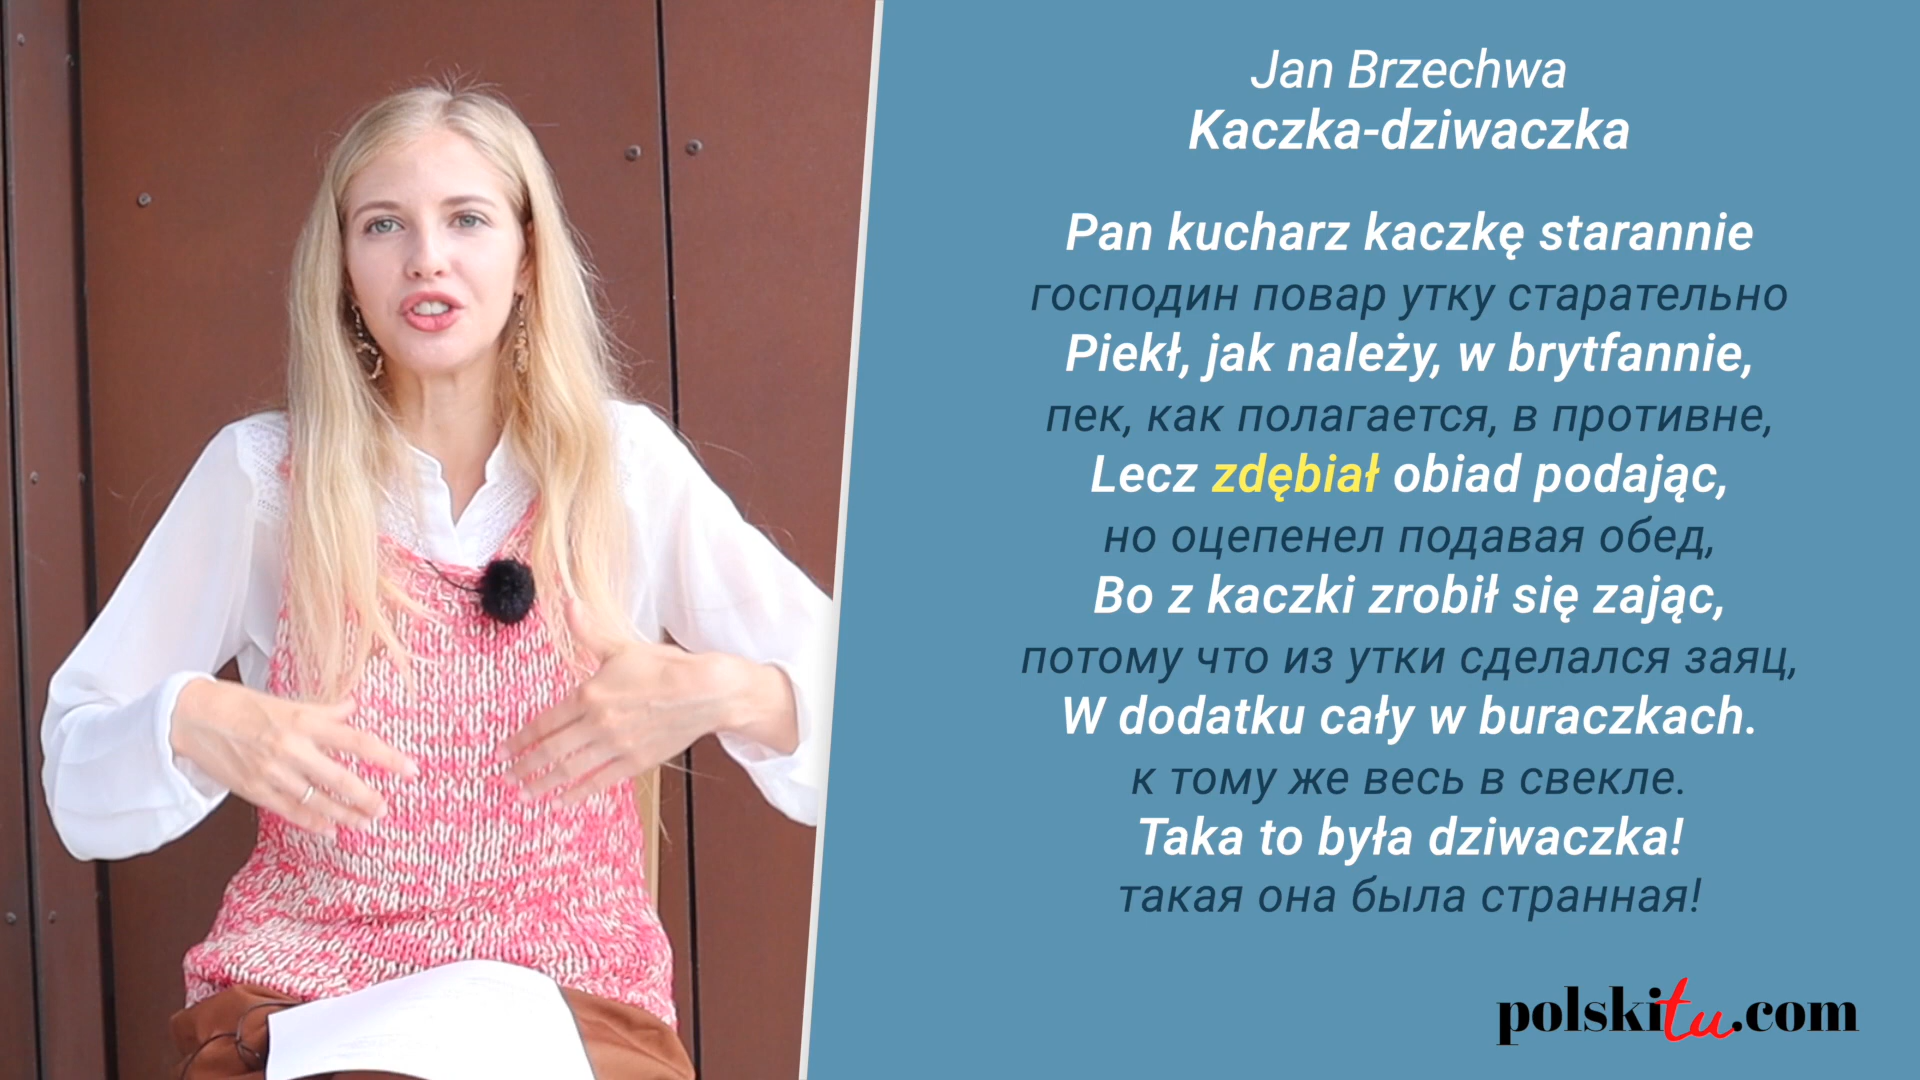 Jan Brzechwa
Kaczka-dziwaczka
Pan kucharz kaczkę starannie
господин повар утку старательно
Piekł, jak należy, w brytfannie,
пек, как полагается, в противне,
Lecz zdębiał obiad podając,
но оцепенел подавая обед,
Bo z kaczki zrobił się zając,
потому что из утки сделался заяц,
W dodatku cały w buraczkach.
к тому же весь в свекле.
Taka to była dziwaczka!
такая она была странная!
polskitu.com